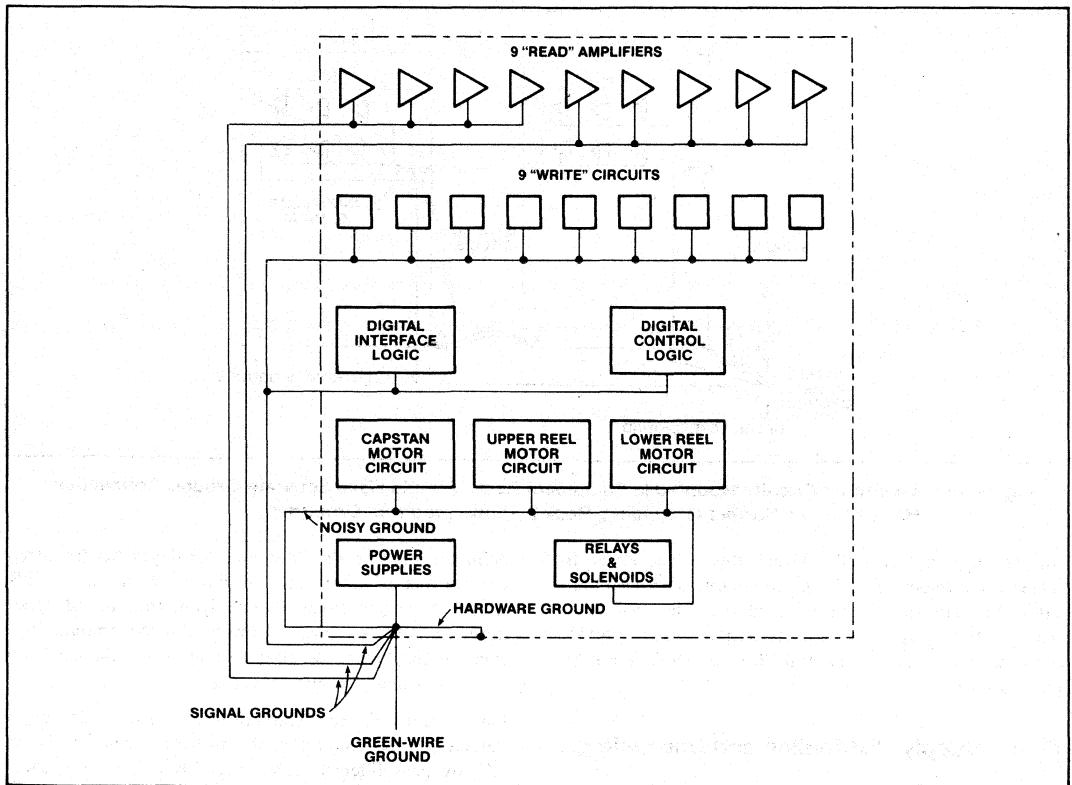 9 “READ” AMPLIFIERS
9 “WRITE” CIRCUITS
DIGITAL
INTERFACE
LOGIC
DIGITAL
CONTROL
LOGIC
CAPSTAN
MOTOR
CIRCUIT
UPPER REEL
MOTOR
CIRCUIT
LOWER REEL
MOTOR
CIRCUIT
NOISY GROUND
POWER
SUPPLIES
RELAYS
&
SOLENOIDS
HARDWARE GROUND
SIGNAL GROUNDS
GREEN-WIRE
GROUND